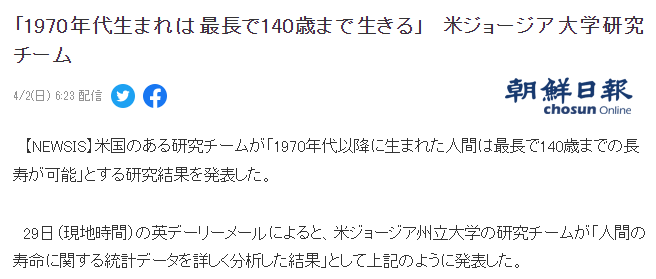 「1970年代生まれは最長で140歳まで生きる」　米ジョージア大学研究
チーム
4/2(日) 6:23 配信
朝鮮日報
chosun Online
【NEWSIS】米国のある研究チームが「1970年代以降に生まれた人間は最長で140歳までの長
寿が可能」とする研究結果を発表した。
29日（現地時間）の英デーリーメールによると、米ジョージア州立大学の研究チームが「人間の
寿命に関する統計データを詳しく分析した結果」として上記のように発表した。